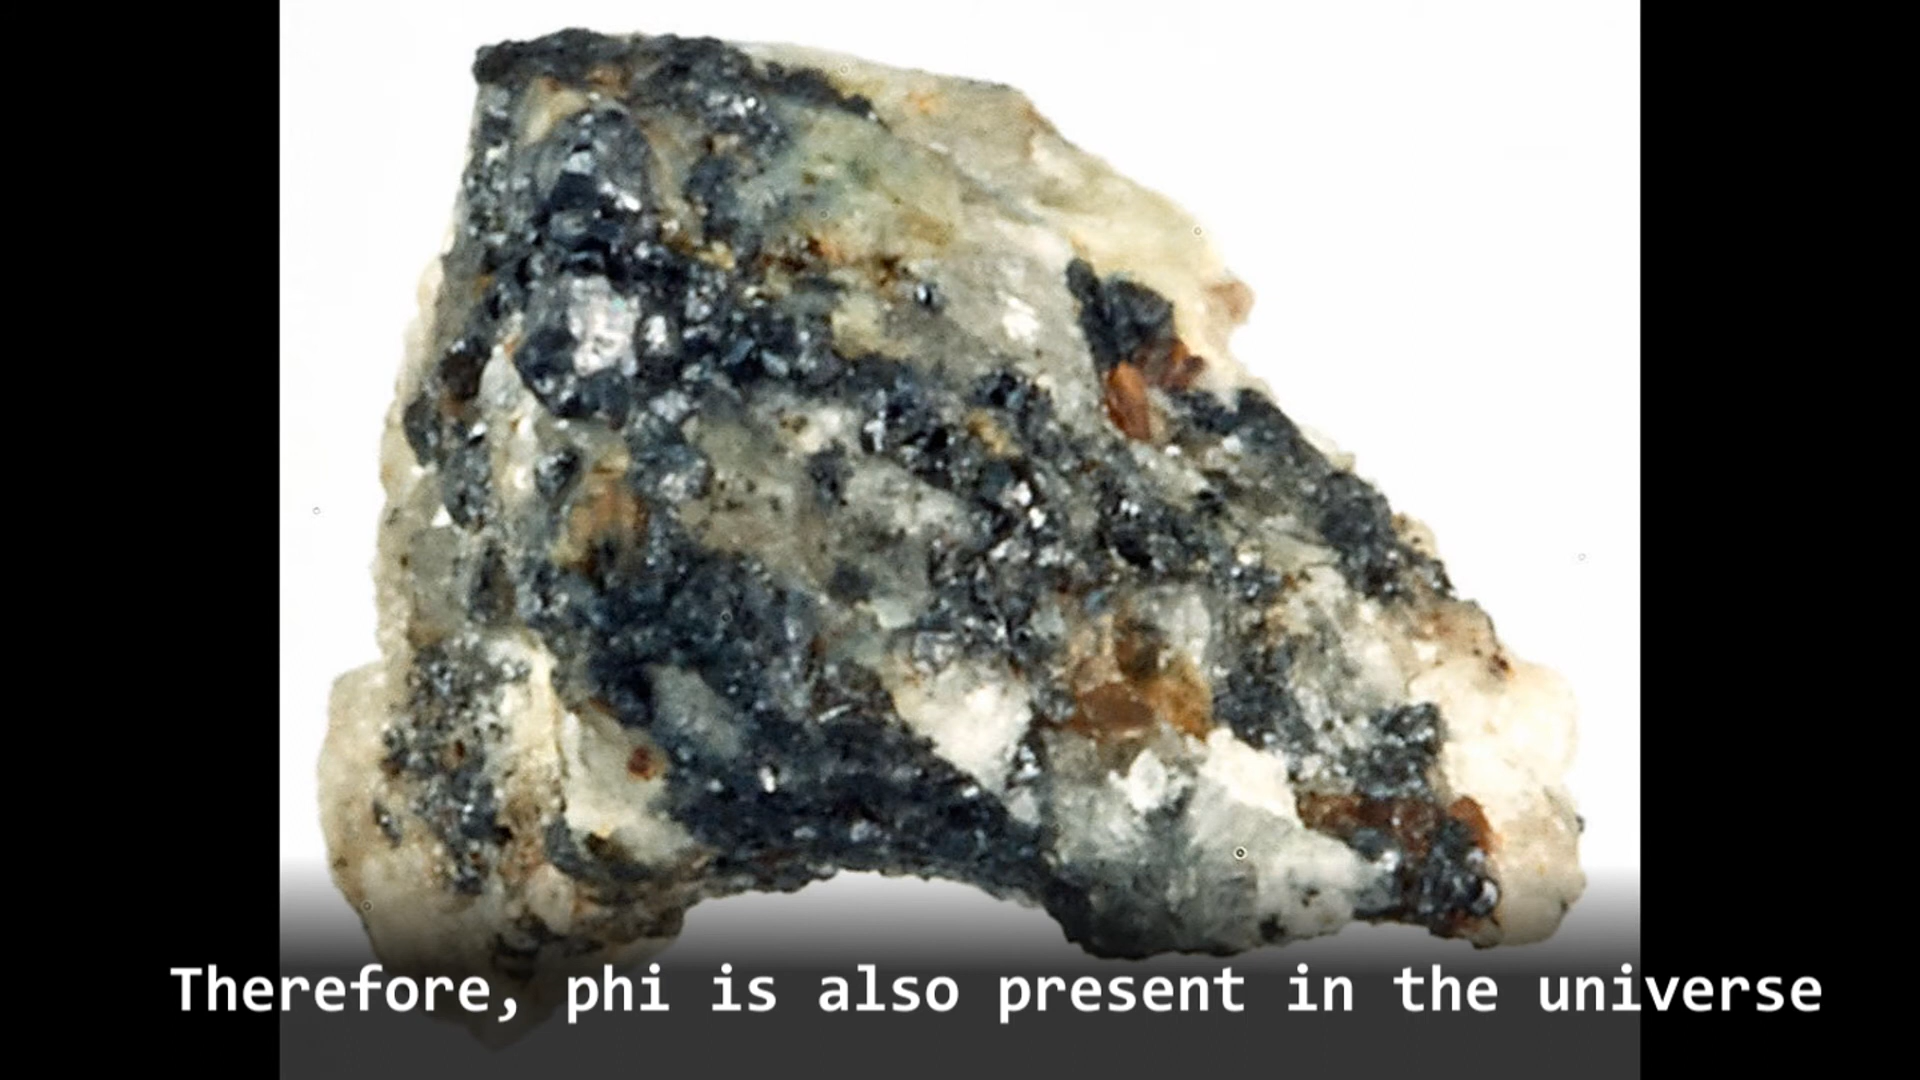 Therefore, phi is also present in the universe